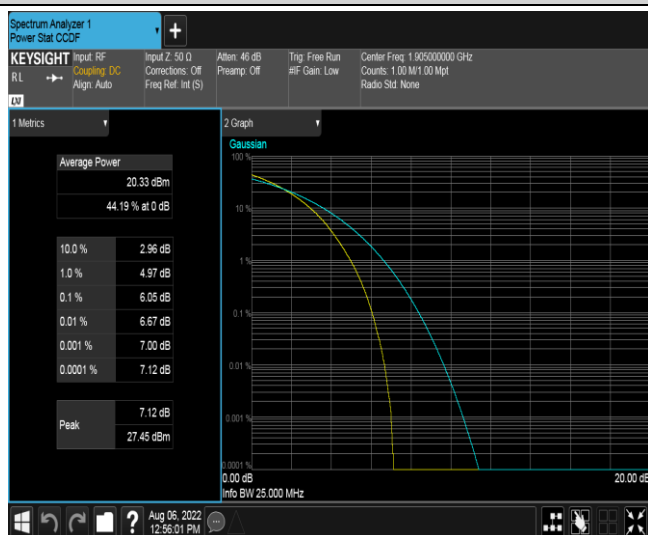 Spectrum Analyzer 1
Power Stat CCDF
+
KEYSIGHT
RL
LXI
Input: RF
Coupling: DC
Align: Auto
Input Z: 50 Ω
Corrections: Off
Freq Ref: Int (S)
Atten: 46 dB
Preamp: Off
Trig: Free Run
#IF Gain: Low
Center Freq: 1.905000000 GHz
Counts: 1.00 M/1.00 Mpt
Radio Std: None
1 Metrics
Average Power
20.33 dBm
44.19 % at 0 dB
10.0 % 2.96 dB
1.0 % 4.97 dB
0.1 % 6.05 dB
0.01 % 6.67 dB
0.001 % 7.00 dB
0.0001 % 7.12 dB
Peak
7.12 dB
27.45 dBm
2 Graph
Gaussian
100 %
10 %
1 %
0.1 %
0.01 %
0.001 %
0.0001 %
0.00 dB 20.00 dB
Info BW 25.000 MHz
?
Aug 06, 2022
12:56:01 PM